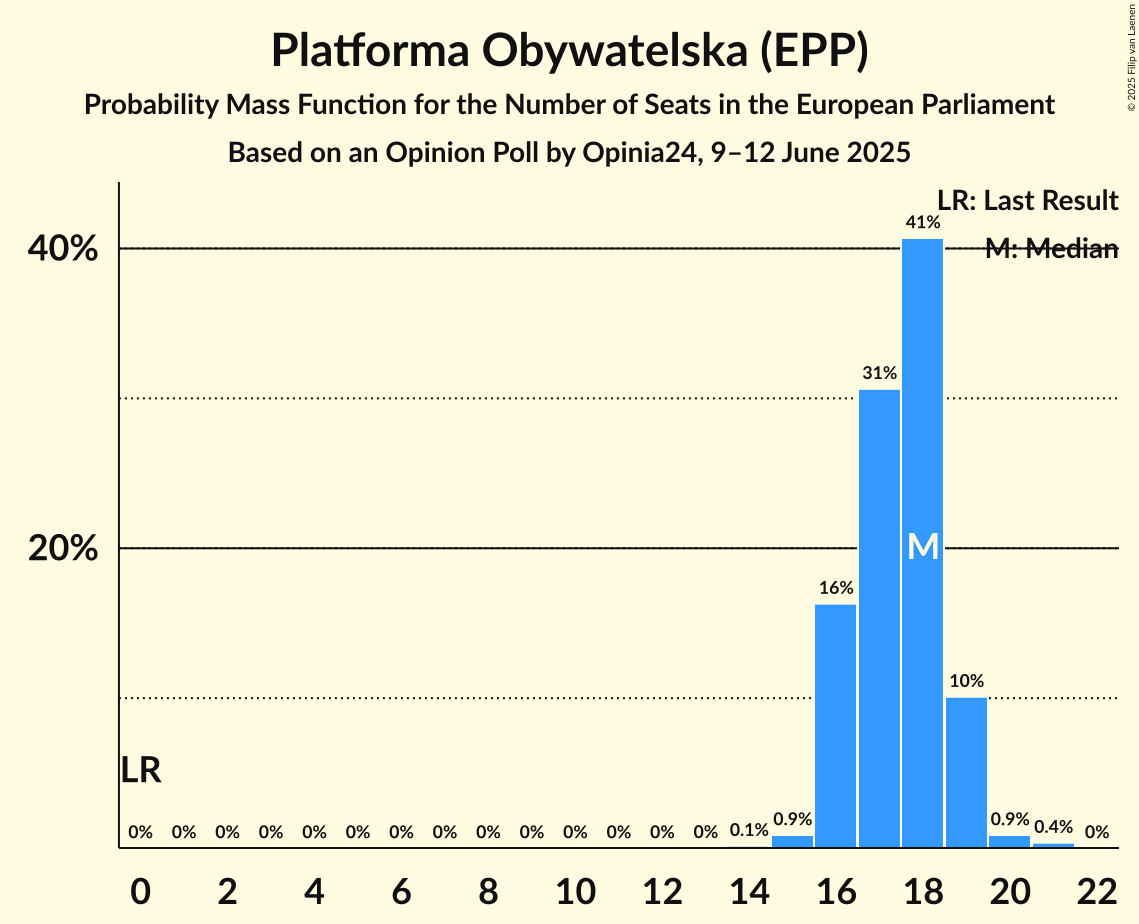 Platforma Obywatelska (EPP)
Probability Mass Function for the Number of Seats in the European Parliament
Based on an Opinion Poll by Opinia24, 9–12 June 2025
© 2025 Filip van Laenen
LR: Last Result
M: Median
40%
20%
41%
31%
16%
10%
M
LR
0% 0% 0% 0% 0% 0% 0% 0% 0% 0% 0% 0% 0% 0% 0.1% 0.9% 0.9% 0.4% 0%
0 2 4 6 8 10 12 14 16 18 20 22